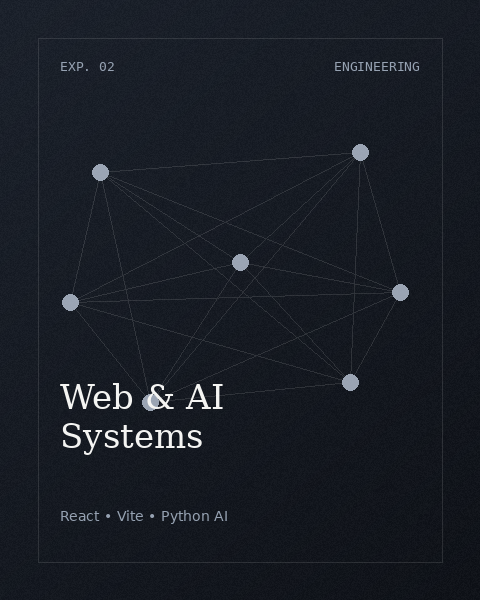 EXP. 02
ENGINEERING
Web & AI
Systems
React • Vite • Python AI